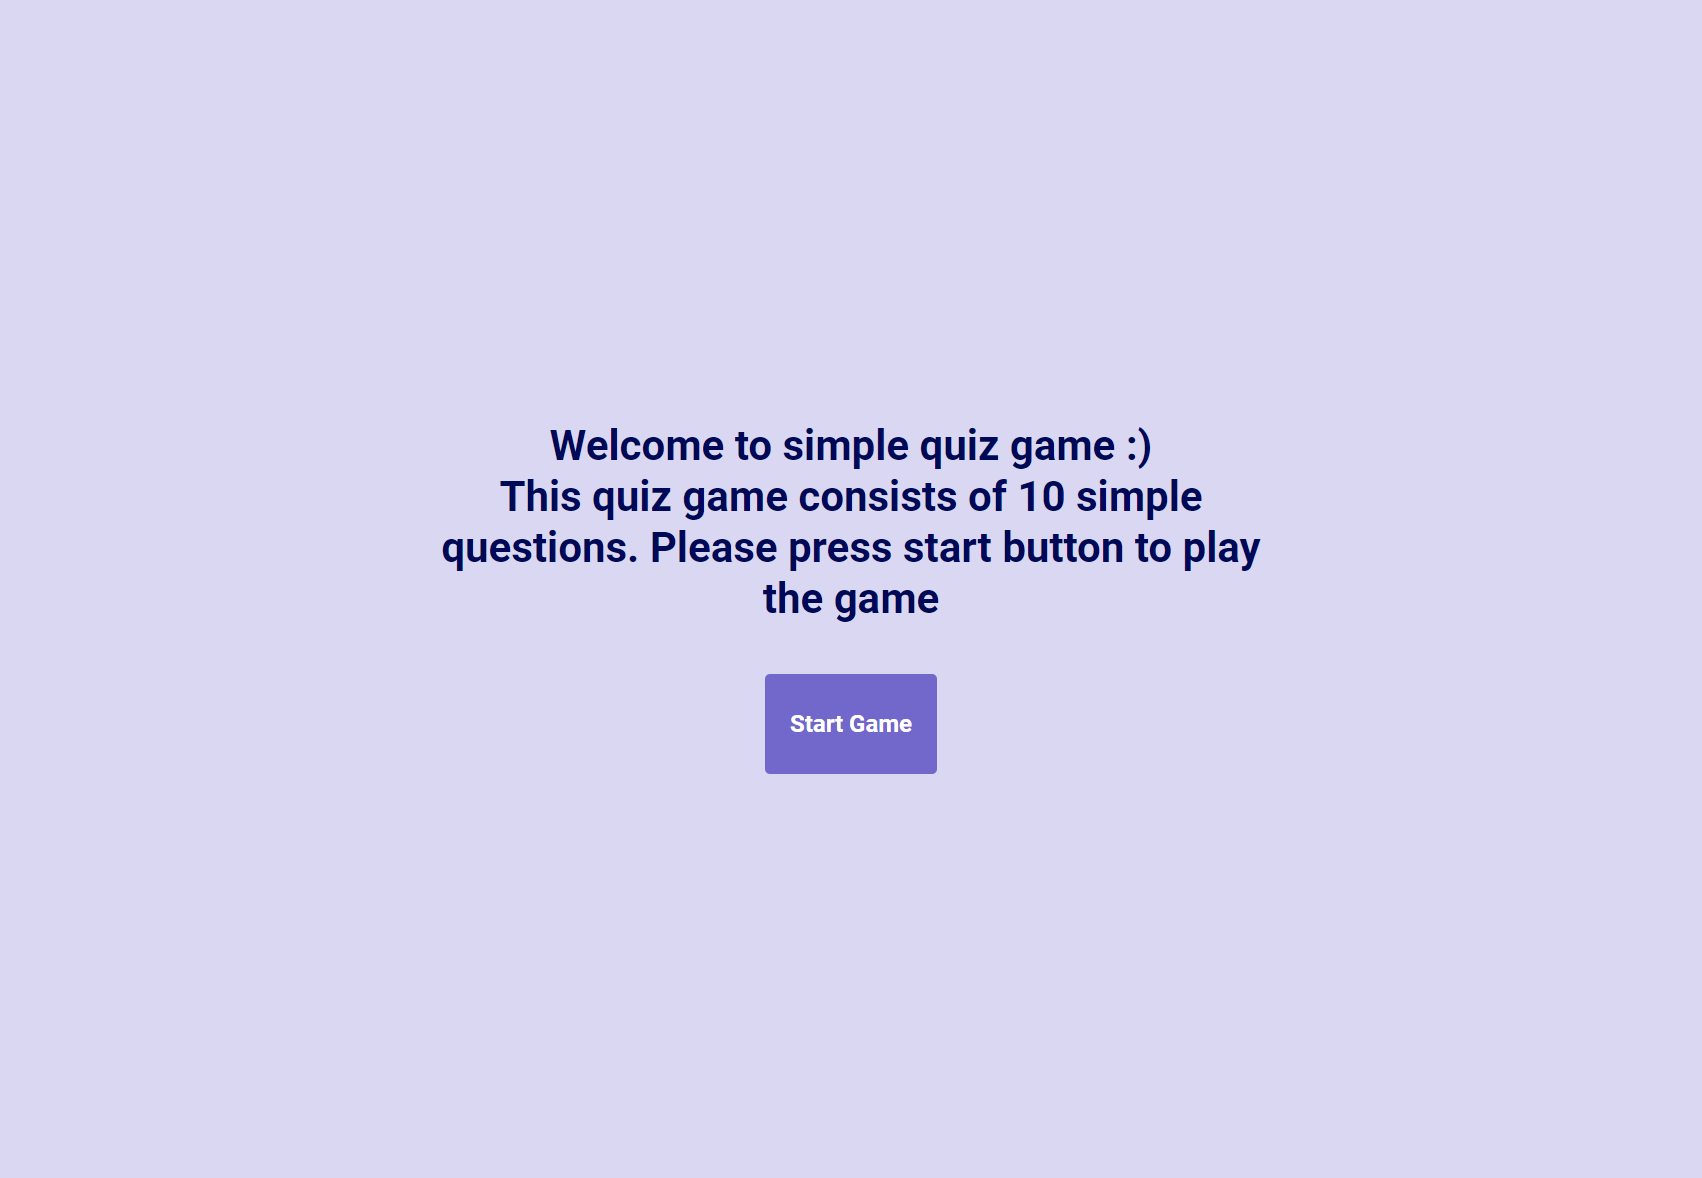 Welcome to simple quiz game :)
This quiz game consists of 10 simple
questions. Please press start button to play
the game
Start Game